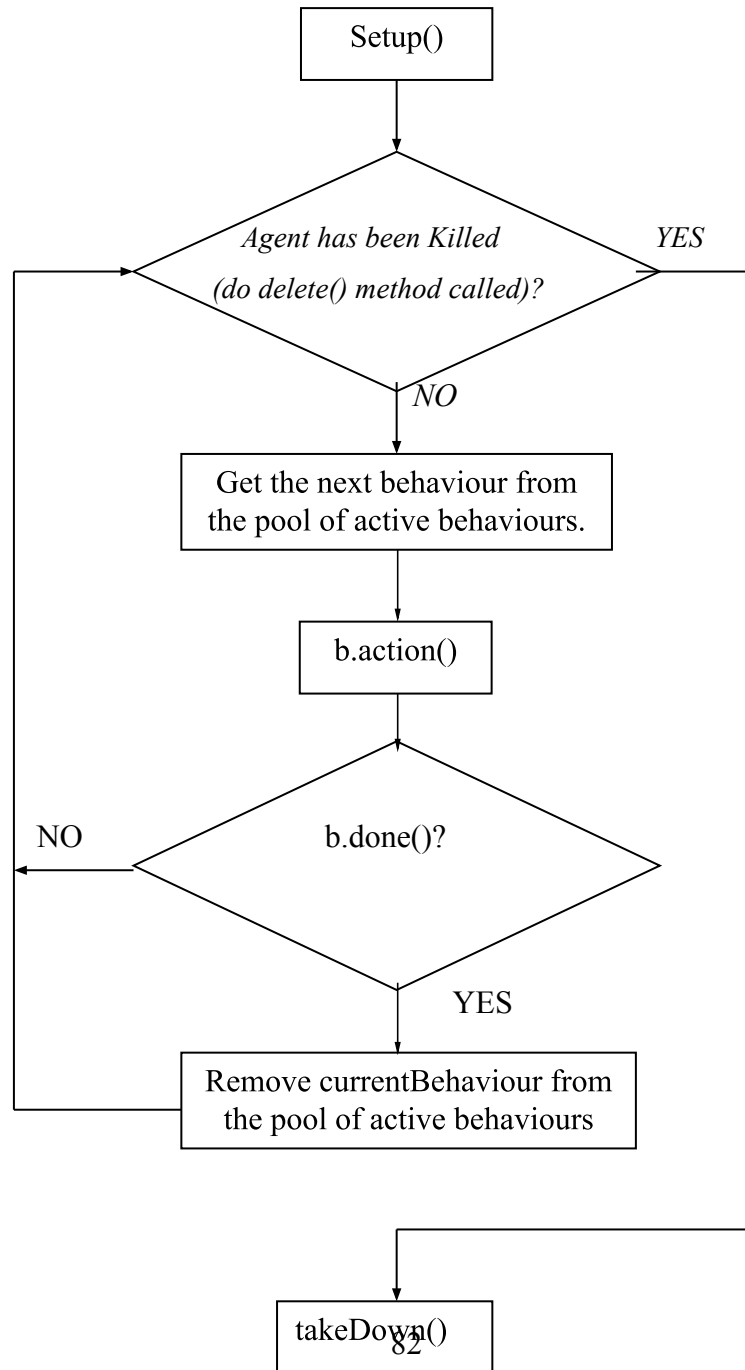 Setup()
Agent has been Killed
YES
(do delete() method called)?
NO
Get the next behaviour from
the pool of active behaviours.
b.action()
NO
b.done()?
YES
Remove currentBehaviour from
the pool of active behaviours
takeDown()
82